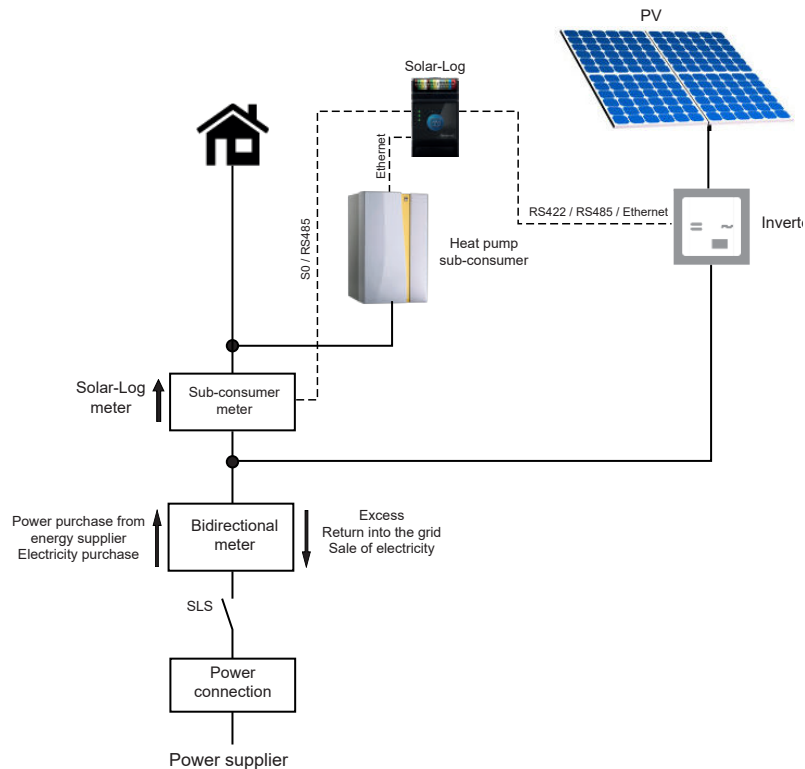 PV
Solar-Log
Ethernet
S0 / RS485
RS422 / RS485 / Ethernet
Inverte
Heat pump
sub-consumer
Solar-Log
meter
Sub-consumer
meter
Power purchase from
energy supplier
Electricity purchase
Bidirectional
meter
Excess
Return into the grid
Sale of electricity
SLS
Power
connection
Power supplier